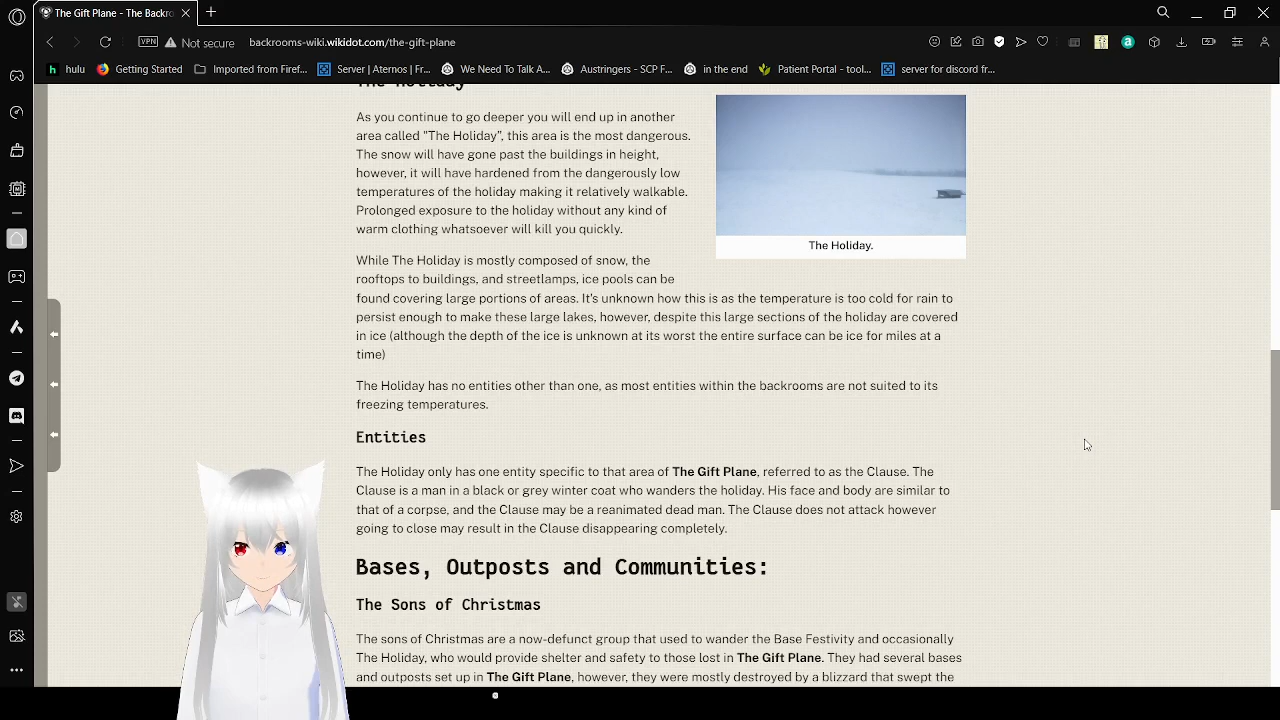 The Gift Plane - The Backro
VPN
Not secure
backrooms-wiki.wikidot.com/the-gift-plane
hulu
Getting Started
Imported from Firef...
Server | Aternos | Fr...
We Need To Talk A...
Austringers - SCP F...
in the end
Patient Portal - tool...
server for discord fr...
The Holiday
As you continue to go deeper you will end up in another
area called "The Holiday", this area is the most dangerous.
The snow will have gone past the buildings in height,
however, it will have hardened from the dangerously low
temperatures of the holiday making it relatively walkable.
Prolonged exposure to the holiday without any kind of
warm clothing whatsoever will kill you quickly.
The Holiday.
While The Holiday is mostly composed of snow, the
rooftops to buildings, and streetlamps, ice pools can be
found covering large portions of areas. It's unknown how this is as the temperature is too cold for rain to
persist enough to make these large lakes, however, despite this large sections of the holiday are covered
in ice (although the depth of the ice is unknown at its worst the entire surface can be ice for miles at a
time)
The Holiday has no entities other than one, as most entities within the backrooms are not suited to its
freezing temperatures.
Entities
The Holiday only has one entity specific to that area of The Gift Plane, referred to as the Clause. The
Clause is a man in a black or grey winter coat who wanders the holiday. His face and body are similar to
that of a corpse, and the Clause may be a reanimated dead man. The Clause does not attack however
going to close may result in the Clause disappearing completely.
Bases, Outposts and Communities:
The Sons of Christmas
The sons of Christmas are a now-defunct group that used to wander the Base Festivity and occasionally
The Holiday, who would provide shelter and safety to those lost in The Gift Plane. They had several bases
and outposts set up in The Gift Plane, however, they were mostly destroyed by a blizzard that swept the